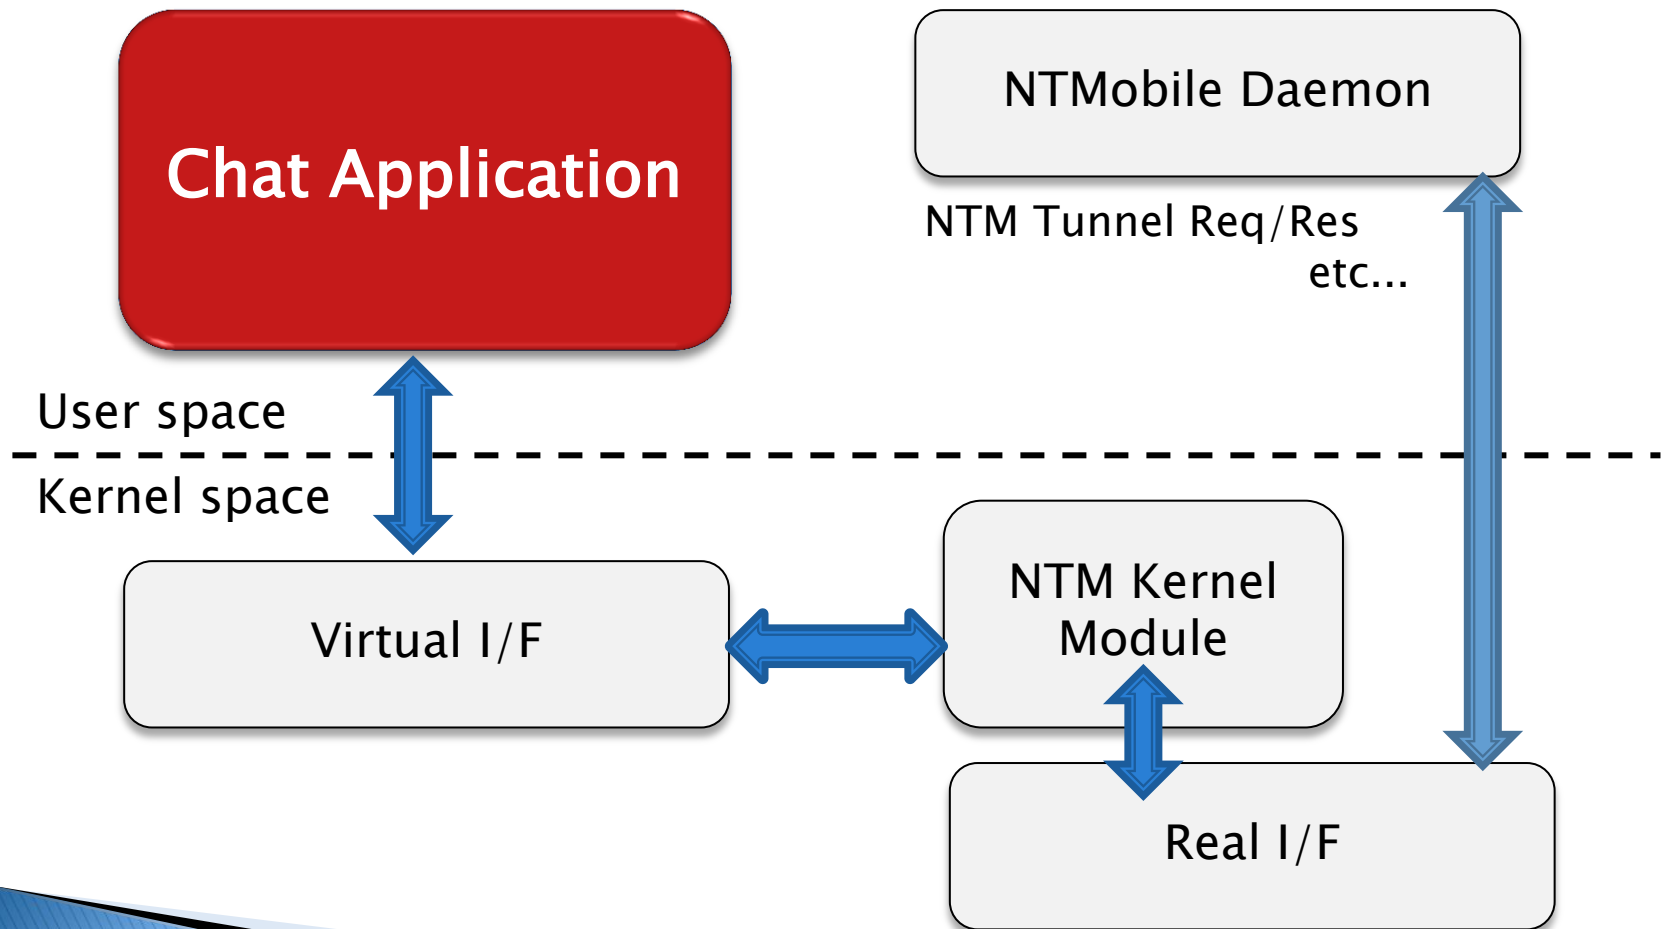 Chat Application
NTMobile Daemon
NTM Tunnel Req/Res
etc...
User space
Kernel space
Virtual I/F
NTM Kernel
Module
Real I/F